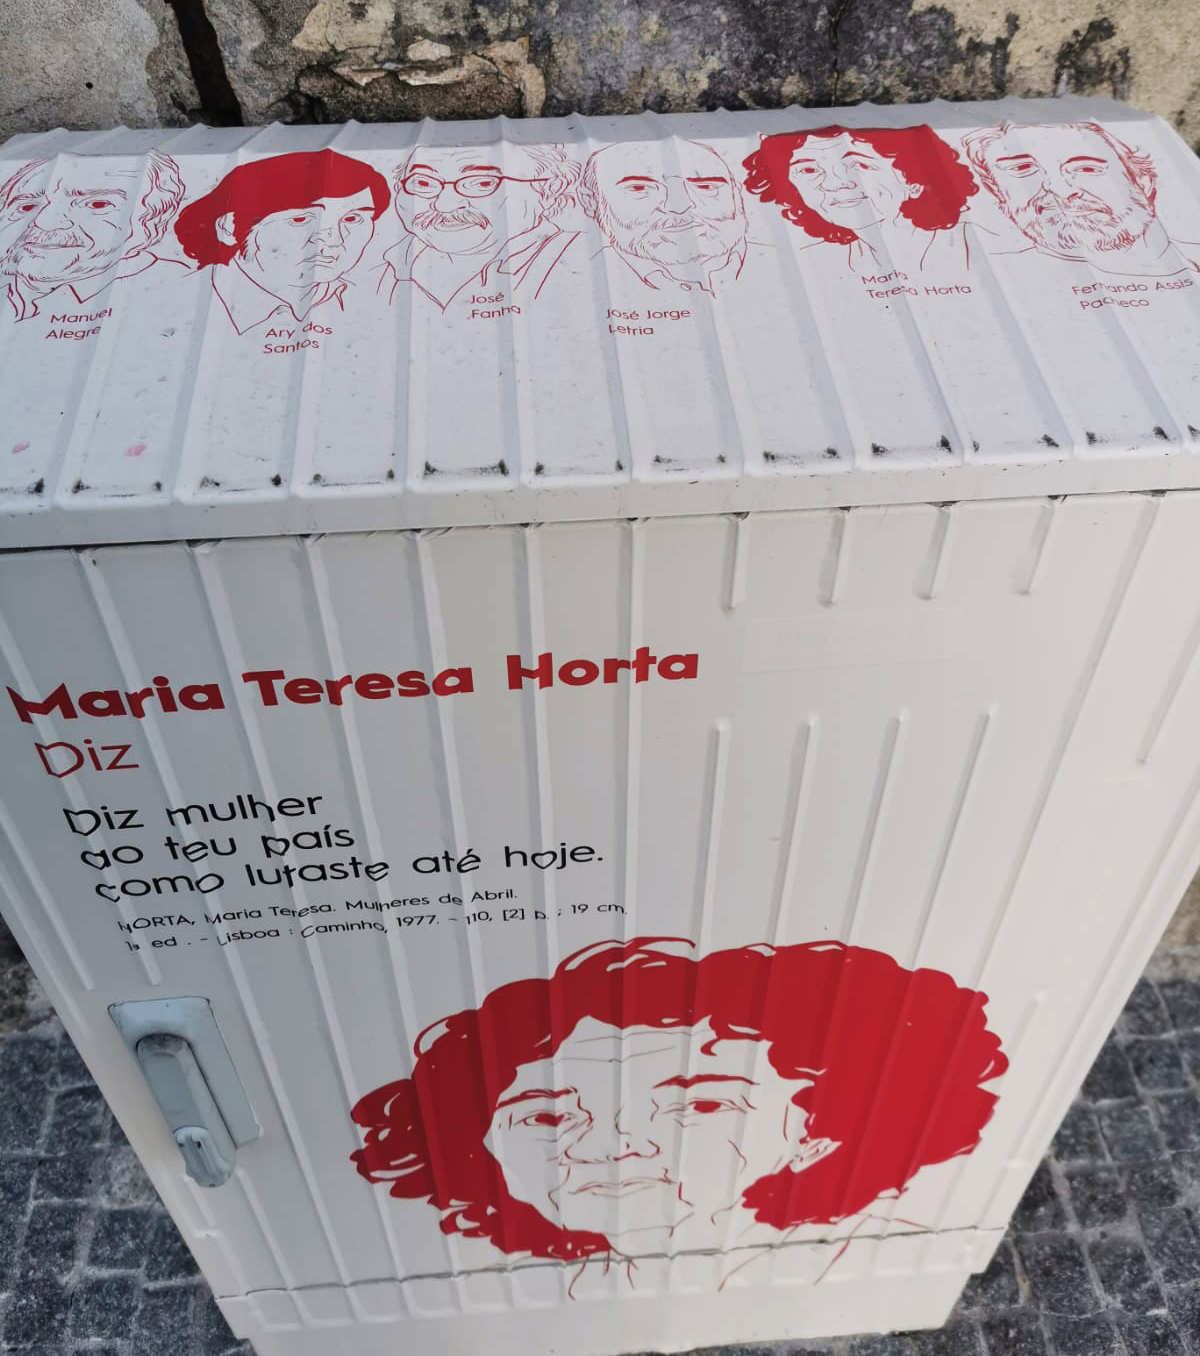 Manuel
Alegre
Ary dos
Santos
José
Fanha
José Jorge
Letria
Maria
Teresa Horta
Fernando Assis
Pacheco
Maria Teresa Horta
Diz
Diz mulher
ao teu país
como lutaste até hoje.
HORTA, Maria Teresa. Mulheres de Abril.
1ª ed . - Lisboa : Caminho, 1977. - 110, [2] p. ; 19 cm.